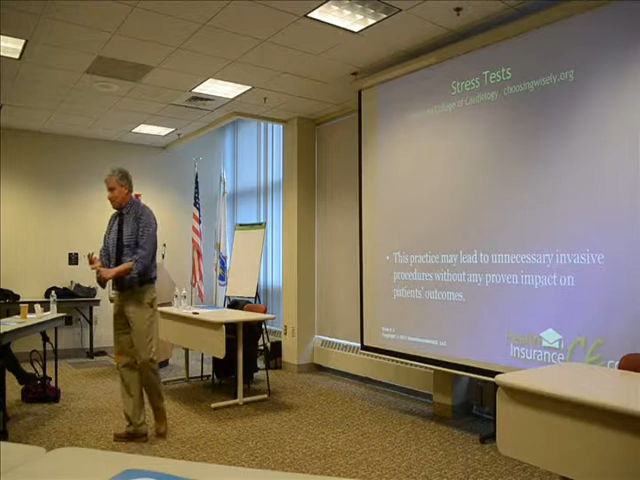 Stress Tests
College of Cardiology choosingwisely.org
• This practice may lead to unnecessary invasive
procedures without any proven impact on
patients' outcomes.
Insurance CE.c